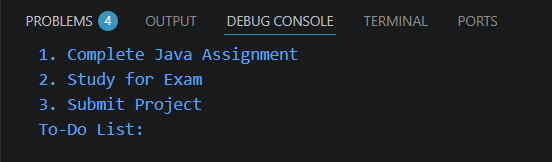 PROBLEMS 4 OUTPUT DEBUG CONSOLE TERMINAL PORTS
1. Complete Java Assignment
2. Study for Exam
3. Submit Project
To-Do List: